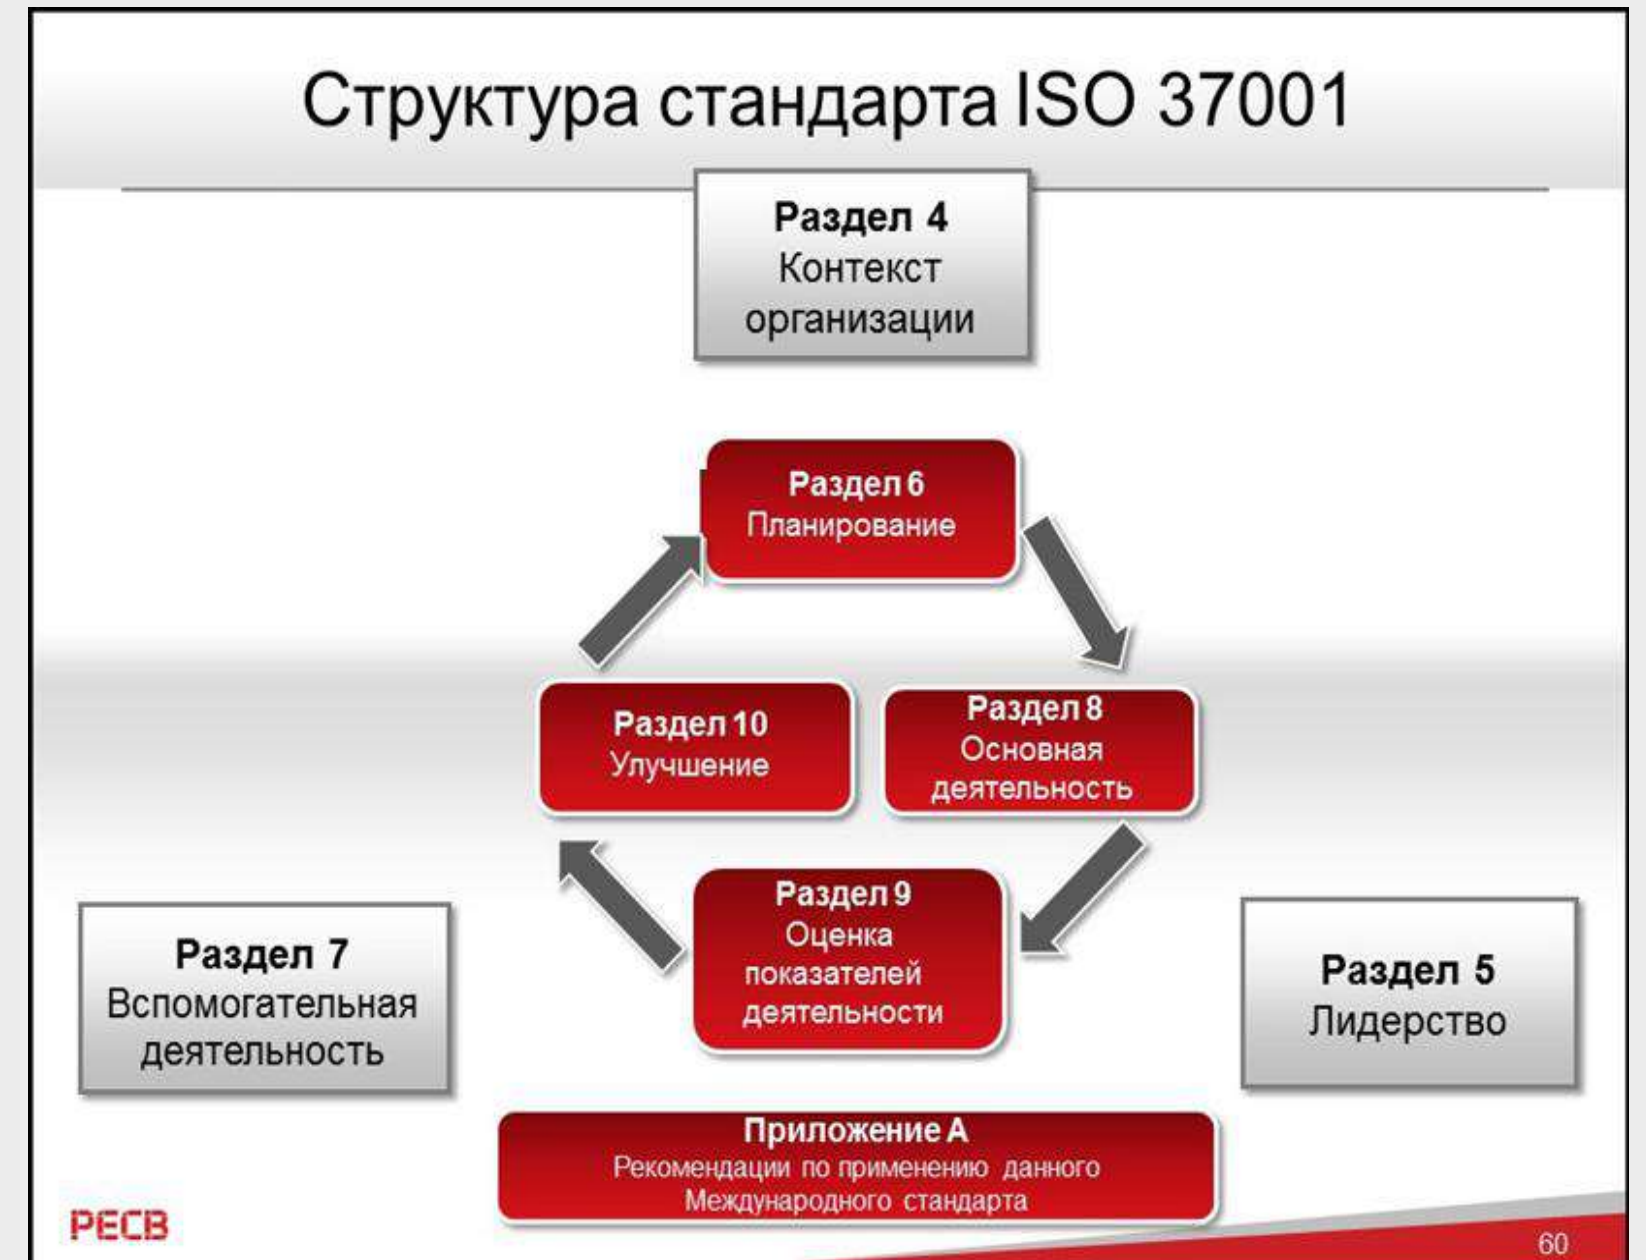 Структура стандарта ISO 37001
Раздел 4
Контекст
организации
Раздел 6
Планирование
Раздел 10
Улучшение
Раздел 8
Основная
деятельность
Раздел 9
Оценка
показателей
деятельности
Раздел 7
Вспомогательная
деятельность
Раздел 5
Лидерство
Приложение А
Рекомендации по применению данного
Международного стандарта
PECB
60